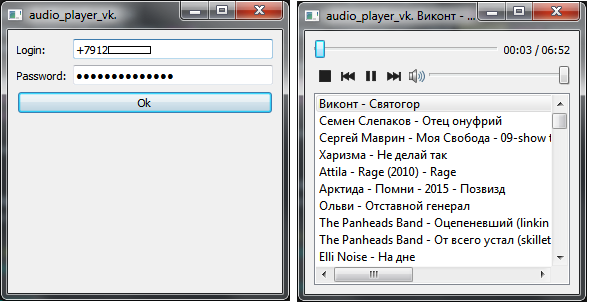 audio_player_vk.
Login:
+7912
Password:
●●●●●●●●●●●●●●
Ok
audio_player_vk. Виконт - ...
00:03 / 06:52
Виконт - Святогор
Семен Слепаков - Отец онуфрий
Сергей Маврин - Моя Свобода - 09-show t
Харизма - Не делай так
Attila - Rage (2010) - Rage
Арктида - Помни - 2015 - Позвизд
Ольви - Отставной генерал
The Panheads Band - Оцепеневший (linkin
The Panheads Band - От всего устал (skillet
Elli Noise - На дне